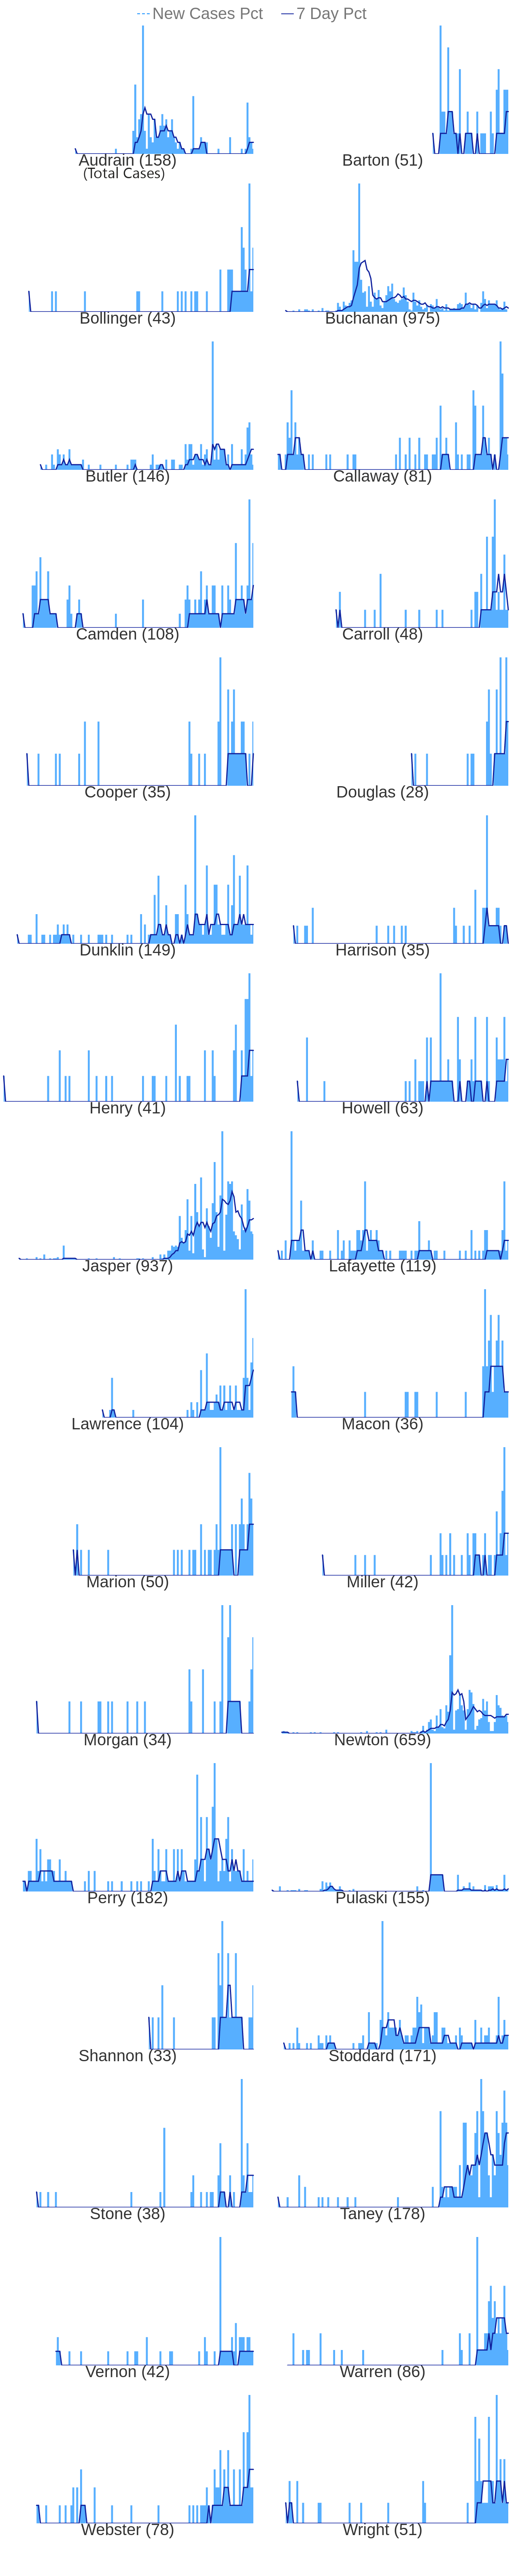 New Cases Pct 7 Day Pct
Audrain (158) Barton (51)
(Total Cases)
Bollinger (43) Buchanan (975)
Butler (146) Callaway (81)
Camden (108) Carroll (48)
Cooper (35) Douglas (28)
Dunklin (149) Harrison (35)
Henry (41) Howell (63)
Jasper (937) Lafayette (119)
Lawrence (104) Macon (36)
Marion (50) Miller (42)
Morgan (34) Newton (659)
Perry (182) Pulaski (155)
Shannon (33) Stoddard (171)
Stone (38) Taney (178)
Vernon (42) Warren (86)
Webster (78) Wright (51)